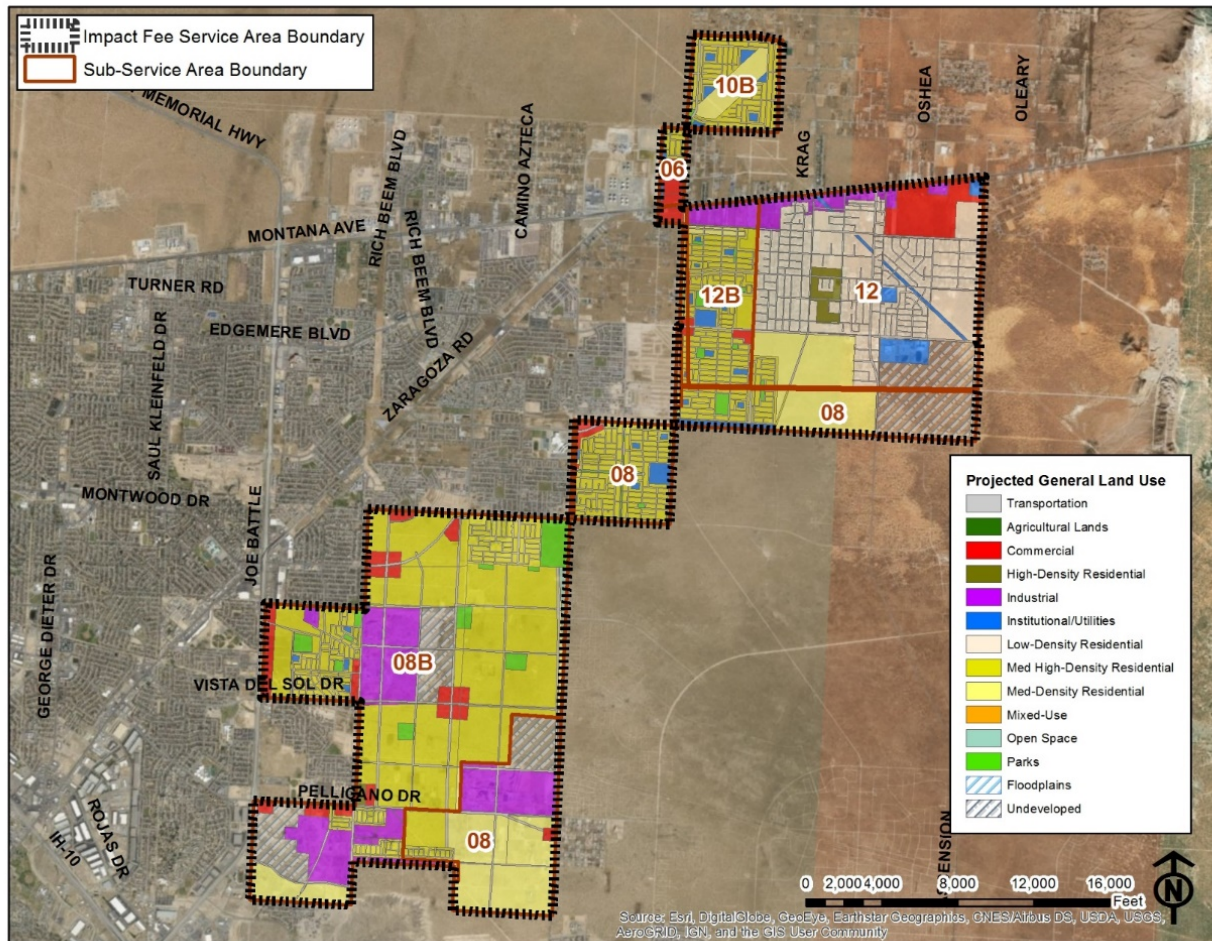 Impact Fee Service Area Boundary
Sub-Service Area Boundary
MEMORIAL HWY
10B
OSHEA
OLEARY
KRAG
CAMINO AZTECA
06
RICH BEEM BLVD
RICH BEEM BLVD
MONTANA AVE
TURNER RD
EDGEMERE BLVD
ZARAGOZA RD
SAUL KLEINFELD DR
12B
12
08
08
MONTWOOD DR
JOE BATTLE
GEORGE DIETER DR
08B
VISTA DEL SOL DR
PELLICANO DR
ROJAS DR
IH-10
08
Projected General Land Use
Transportation
Agricultural Lands
Commercial
High-Density Residential
Industrial
Institutional/Utilities
Low-Density Residential
Med High-Density Residential
Med-Density Residential
Mixed-Use
Open Space
Parks
Floodplains
Undeveloped
ENSION
0 2,000 4,000 8,000 12,000 16,000
Feet
N
Source: Esri, DigitalGlobe, GeoEye, Earthstar Geographics, CNES/Airbus DS, USDA, USGS,
AeroGRID, IGN, and the GIS User Community